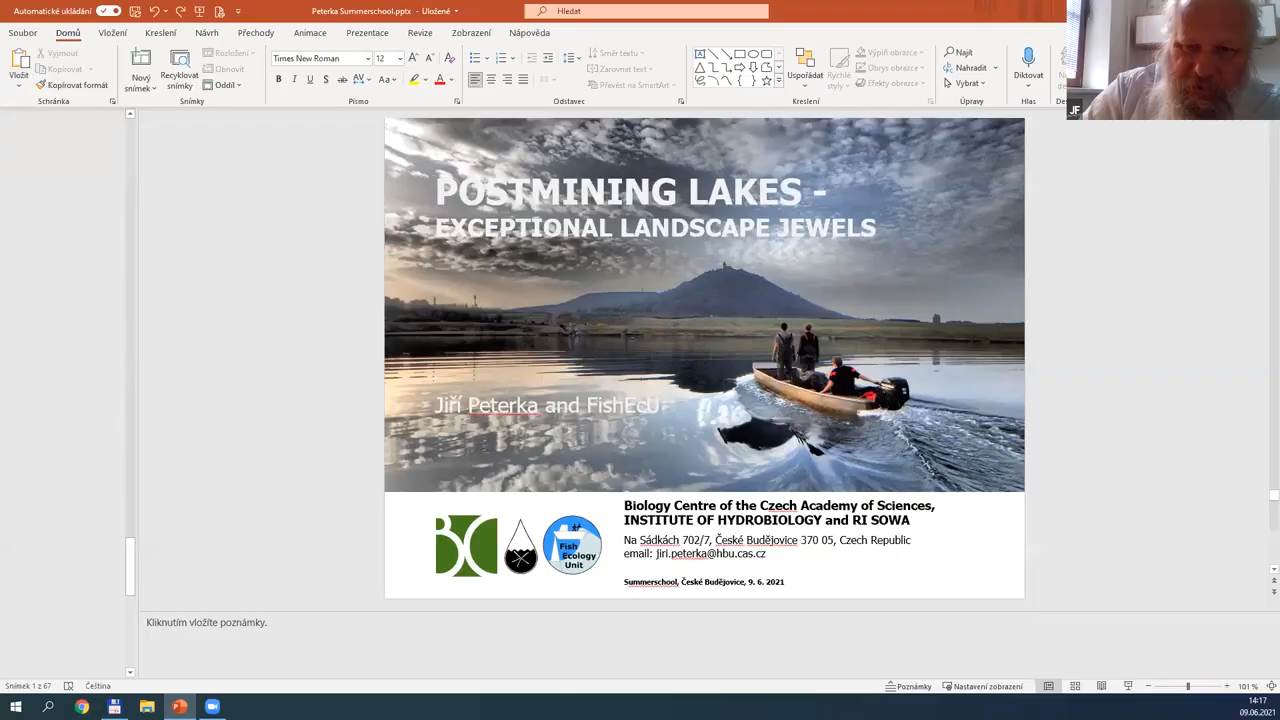 Automatické ukládání
Peterka Summerschool.pptx - Uložené
Hledat
Soubor Domů Vložení Kreslení Návrh Přechody Animace Prezentace Revize Zobrazení Nápověda
Vložit
Vyjmout
Kopírovat
Kopírovat formát
Schránka
Nový snímek
Recyklovat snímky
Rozložení
Obnovit
Oddíl
Snímky
Times New Roman 12
Písmo
Směr textu
Zarovnat text
Převést na SmartArt
Odstavec
Uspořádat
Rychlé styly
Výplň obrazce
Obrys obrazce
Efekty obrazce
Kreslení
Najít
Nahradit
Vybrat
Úpravy
Diktovat
Hlas
JF
POSTMINING LAKES -
EXCEPTIONAL LANDSCAPE JEWELS
Jiří Peterka and FishEcU
Fish
Ecology
Unit
Biology Centre of the Czech Academy of Sciences,
INSTITUTE OF HYDROBIOLOGY and RI SOWA
Na Sádkách 702/7, České Budějovice 370 05, Czech Republic
email: jiri.peterka@hbu.cas.cz
Summerschool, České Budějovice, 9. 6. 2021
Kliknutím vložíte poznámky.
Snímek 1 z 67
Čeština
Poznámky
Nastavení zobrazení
101 %
14:17
09.06.2021